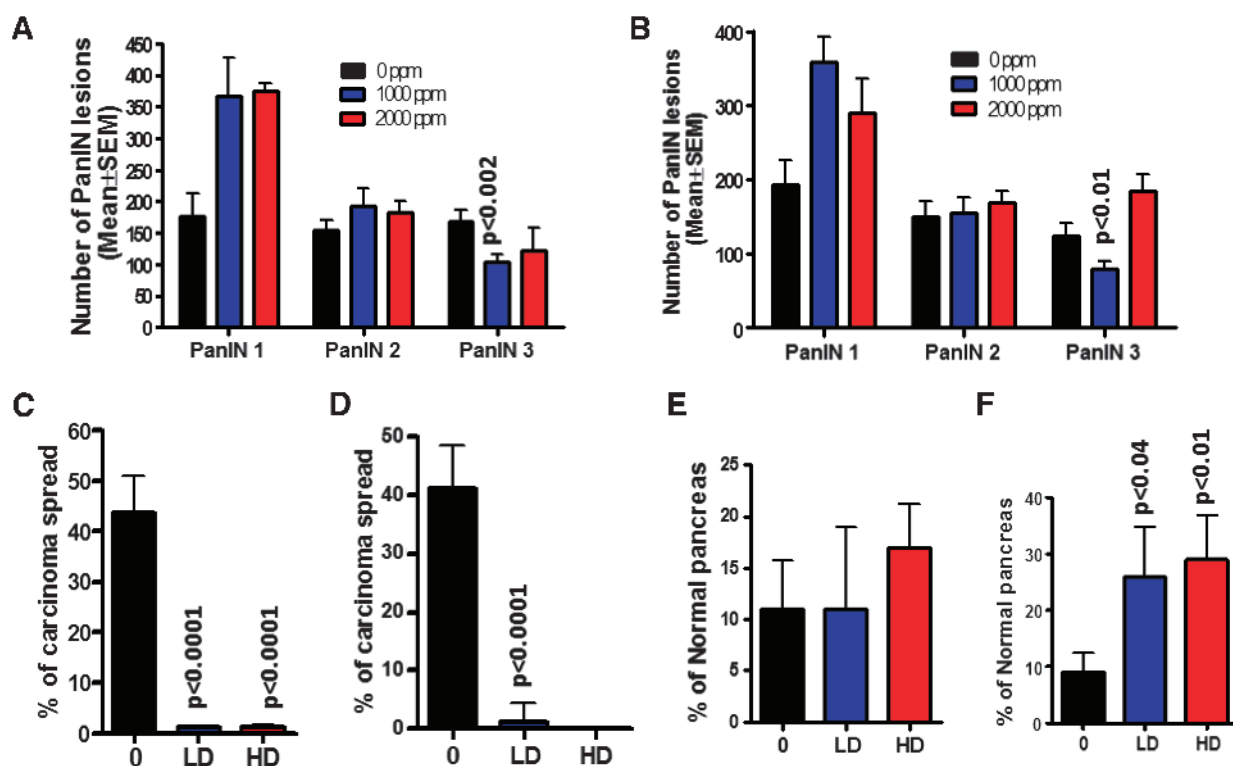 A
Number of PanIN lesions
(Mean±SEM)
450
400
350
300
250
200
150
100
50
0
0 ppm
1000 ppm
2000 ppm
p<0.002
PanIN 1
PanIN 2
PanIN 3
B
Number of PanIN lesions
(Mean±SEM)
400
300
200
100
0
0 ppm
1000 ppm
2000 ppm
p<0.01
PanIN 1
PanIN 2
PanIN 3
C
% of carcinoma spread
60
50
40
30
20
10
0
p<0.0001
p<0.0001
0
LD
HD
D
% of carcinoma spread
50
40
30
20
10
0
p<0.0001
0
LD
HD
E
% of Normal pancreas
25
20
15
10
5
0
0
LD
HD
F
% of Normal pancreas
40
30
20
10
0
p<0.04
p<0.01
0
LD
HD